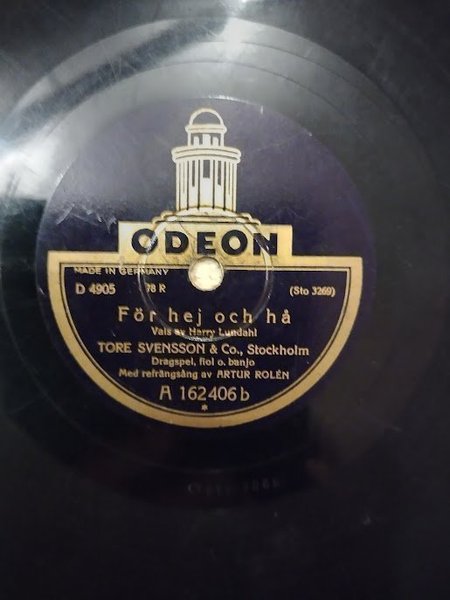 ODEON
MADE IN GERMANY
D 4905 78 R (Sto 3269)
För hej och hå
Vals av Harry Lundahl
TORE SVENSSON & Co., Stockholm
Dragspel, fiol o. banjo
Med refrängsång av ARTUR ROLÉN
A 162406 b
*